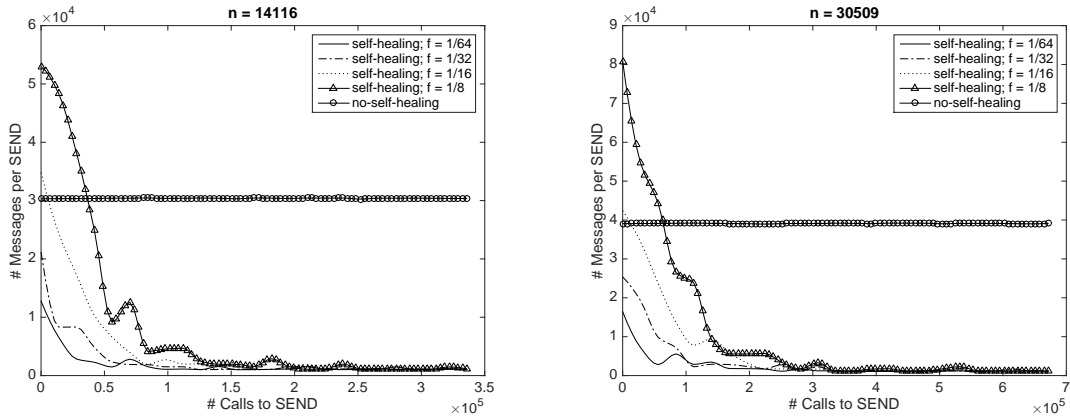 n = 14116
×10⁴
# Messages per SEND
6
5
4
3
2
1
0
self-healing; f = 1/64
self-healing; f = 1/32
self-healing; f = 1/16
self-healing; f = 1/8
no-self-healing
0 0.5 1 1.5 2 2.5 3 3.5
# Calls to SEND
×10⁵
n = 30509
×10⁴
# Messages per SEND
9
8
7
6
5
4
3
2
1
0
self-healing; f = 1/64
self-healing; f = 1/32
self-healing; f = 1/16
self-healing; f = 1/8
no-self-healing
0 1 2 3 4 5 6 7
# Calls to SEND
×10⁵